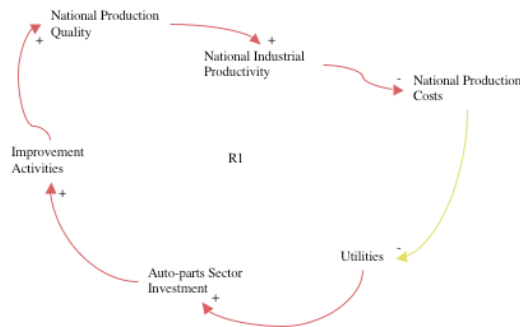 National Production
Quality
+
+
National Industrial
Productivity
-
National Production
Costs
Improvement
Activities
+
R1
-
Utilities
Auto-parts Sector
Investment
+